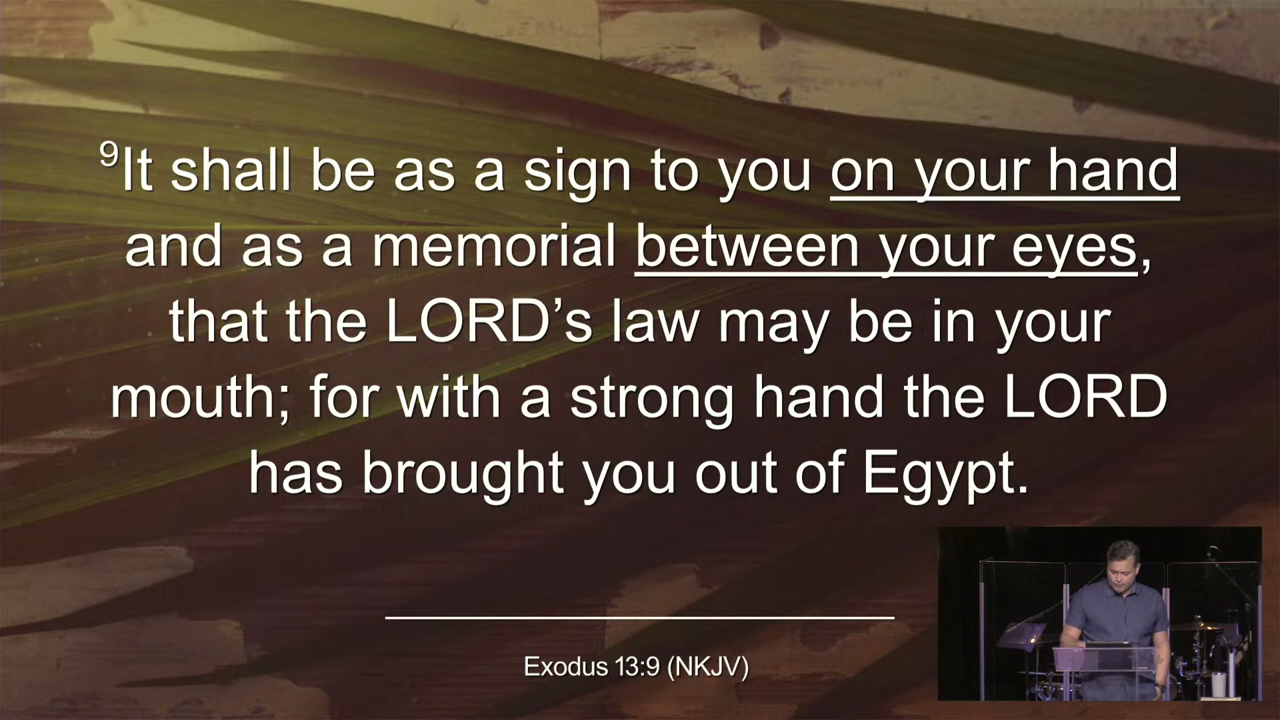 ⁹It shall be as a sign to you on your hand
and as a memorial between your eyes,
that the LORD’s law may be in your
mouth; for with a strong hand the LORD
has brought you out of Egypt.
Exodus 13:9 (NKJV)